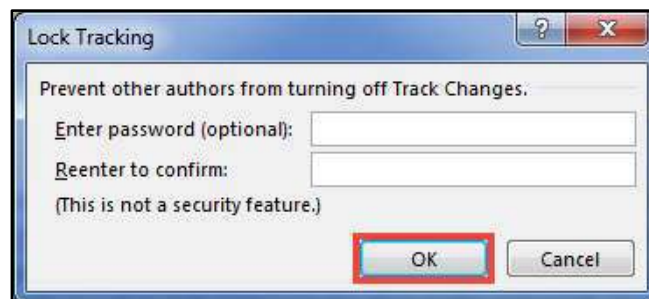 Lock Tracking
Prevent other authors from turning off Track Changes.
Enter password (optional):
Reenter to confirm:
(This is not a security feature.)
OK Cancel